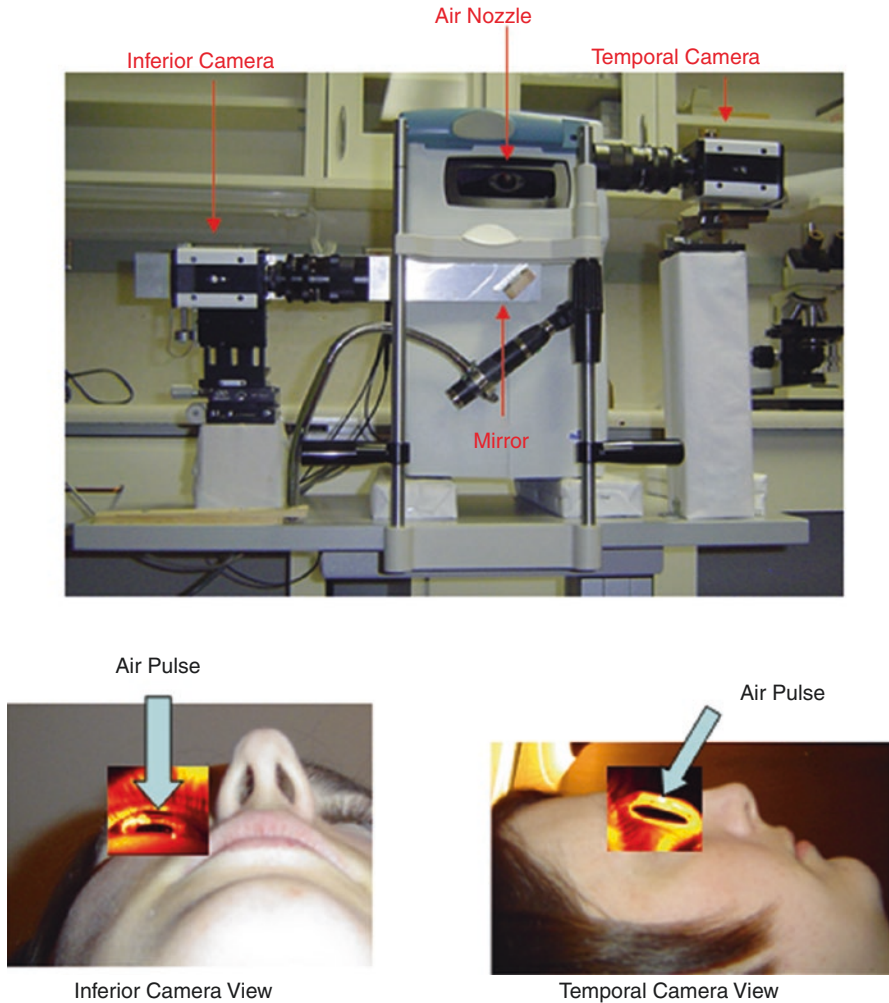 Air Nozzle
Inferior Camera
Temporal Camera
Mirror
Air Pulse
Air Pulse
Inferior Camera View
Temporal Camera View